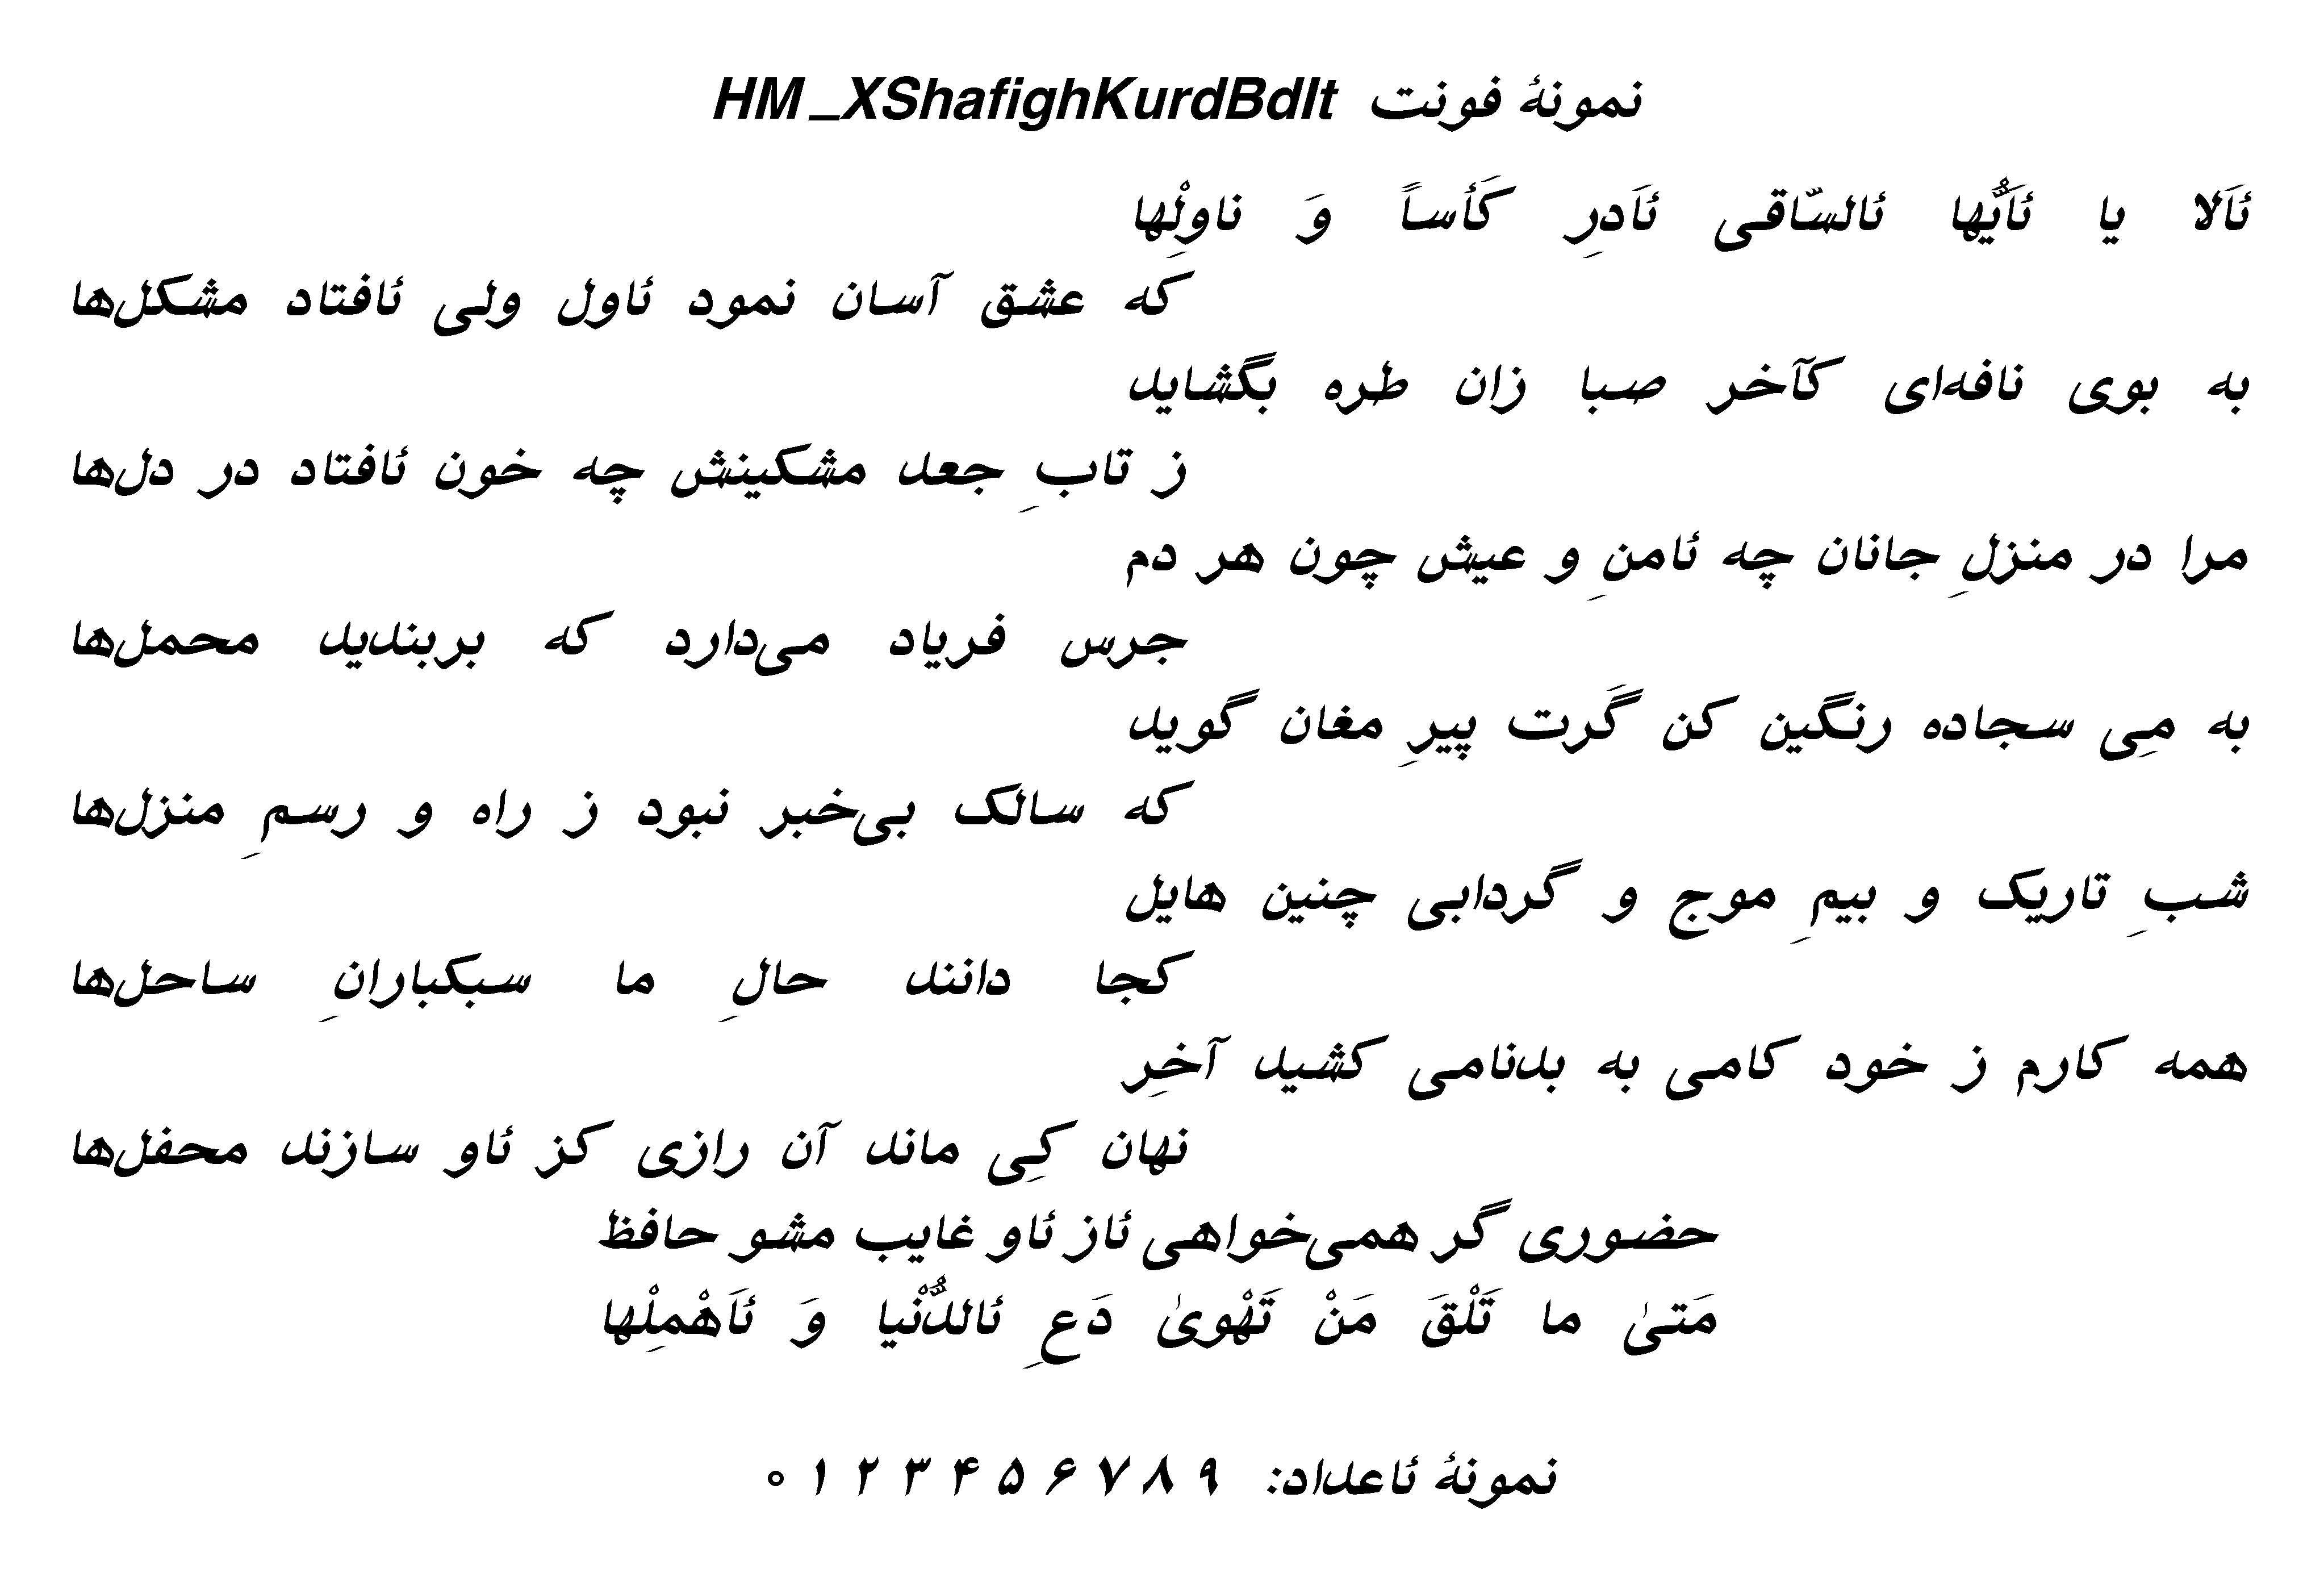 نمونهٔ فونت HM_XShafighKurdBdIt
ئَالا یا ئَایُّها ئالسّاقی ئَادرِ کَأساً وَ ناوِلْها
که عشق آسان نمود ئاول ولی ئافتاد مشکل‌ها
به بوی نافه‌ای کآخر صبا زان طره بگشاید
ز تابِ جعد مشکینش چه خون ئافتاد در دل‌ها
مرا در منزلِ جانان چه ئامنِ و عیش چون هر دم
جرس فریاد می‌دارد که بربندید محمل‌ها
به مِی سجاده رنگین کن گَرت پیرِ مغان گوید
که سالک بی‌خبر نبود ز راه و رسمِ منزل‌ها
شبِ تاریک و بیمِ موج و گردابی چنین هایل
کجا دانند حالِ ما سبکبارانِ ساحل‌ها
همه کارم ز خود کامی به بدنامی کشید آخِر
نهان کِی ماند آن رازی کز ئاو سازند محفل‌ها
حضوری گر همی‌خواهی ئاز ئاو غایب مشو حافظ
مَتیٰ ما تَلْقَ مَنْ تَهْویٰ دَعِ ئالدُّنْیا وَ ئَاهْمِلْها
نمونهٔ ئاعداد: ۹ ۸ ۷ ۶ ۵ ۴ ۳ ۲ ۱ ۰